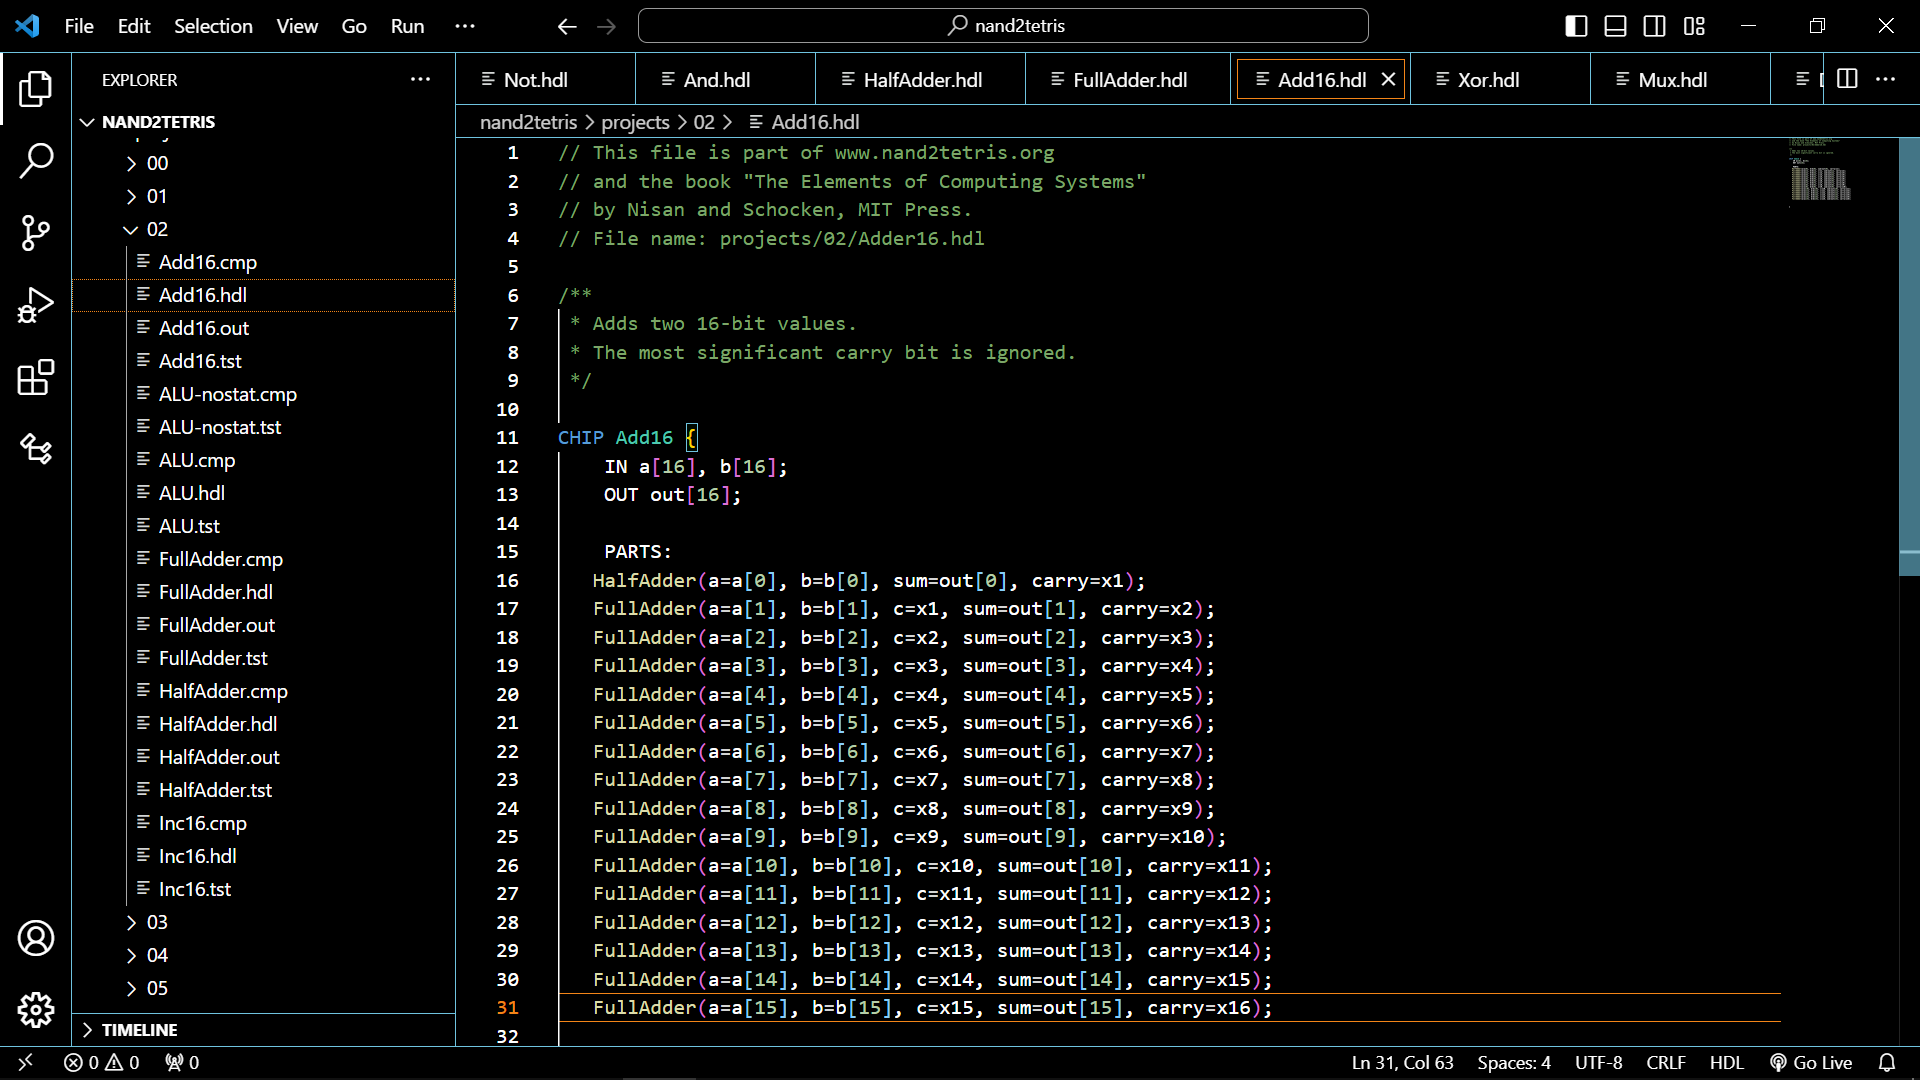 File Edit Selection View Go Run ···
nand2tetris
EXPLORER ···
NAND2TETRIS
00
01
02
Add16.cmp
Add16.hdl
Add16.out
Add16.tst
ALU-nostat.cmp
ALU-nostat.tst
ALU.cmp
ALU.hdl
ALU.tst
FullAdder.cmp
FullAdder.hdl
FullAdder.out
FullAdder.tst
HalfAdder.cmp
HalfAdder.hdl
HalfAdder.out
HalfAdder.tst
Inc16.cmp
Inc16.hdl
Inc16.tst
03
04
05
TIMELINE
Not.hdl And.hdl HalfAdder.hdl FullAdder.hdl Add16.hdl Xor.hdl Mux.hdl
nand2tetris > projects > 02 > Add16.hdl
1 // This file is part of www.nand2tetris.org
2 // and the book "The Elements of Computing Systems"
3 // by Nisan and Schocken, MIT Press.
4 // File name: projects/02/Adder16.hdl
5
6 /**
7 * Adds two 16-bit values.
8 * The most significant carry bit is ignored.
9 */
10
11 CHIP Add16 {
12 IN a[16], b[16];
13 OUT out[16];
14
15 PARTS:
16 HalfAdder(a=a[0], b=b[0], sum=out[0], carry=x1);
17 FullAdder(a=a[1], b=b[1], c=x1, sum=out[1], carry=x2);
18 FullAdder(a=a[2], b=b[2], c=x2, sum=out[2], carry=x3);
19 FullAdder(a=a[3], b=b[3], c=x3, sum=out[3], carry=x4);
20 FullAdder(a=a[4], b=b[4], c=x4, sum=out[4], carry=x5);
21 FullAdder(a=a[5], b=b[5], c=x5, sum=out[5], carry=x6);
22 FullAdder(a=a[6], b=b[6], c=x6, sum=out[6], carry=x7);
23 FullAdder(a=a[7], b=b[7], c=x7, sum=out[7], carry=x8);
24 FullAdder(a=a[8], b=b[8], c=x8, sum=out[8], carry=x9);
25 FullAdder(a=a[9], b=b[9], c=x9, sum=out[9], carry=x10);
26 FullAdder(a=a[10], b=b[10], c=x10, sum=out[10], carry=x11);
27 FullAdder(a=a[11], b=b[11], c=x11, sum=out[11], carry=x12);
28 FullAdder(a=a[12], b=b[12], c=x12, sum=out[12], carry=x13);
29 FullAdder(a=a[13], b=b[13], c=x13, sum=out[13], carry=x14);
30 FullAdder(a=a[14], b=b[14], c=x14, sum=out[14], carry=x15);
31 FullAdder(a=a[15], b=b[15], c=x15, sum=out[15], carry=x16);
32
0 0 0 Ln 31, Col 63 Spaces: 4 UTF-8 CRLF HDL Go Live